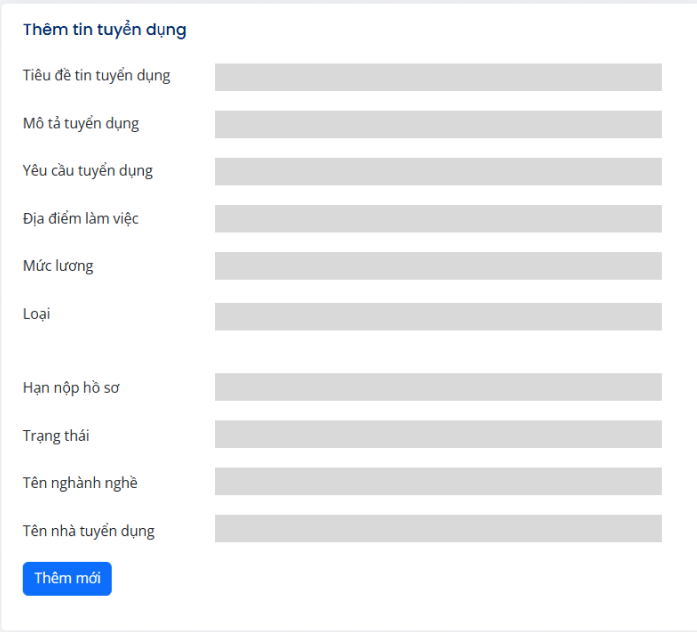 Thêm tin tuyển dụng
Tiêu đề tin tuyển dụng
Mô tả tuyển dụng
Yêu cầu tuyển dụng
Địa điểm làm việc
Mức lương
Loại
Hạn nộp hồ sơ
Trạng thái
Tên nghành nghề
Tên nhà tuyển dụng
Thêm mới